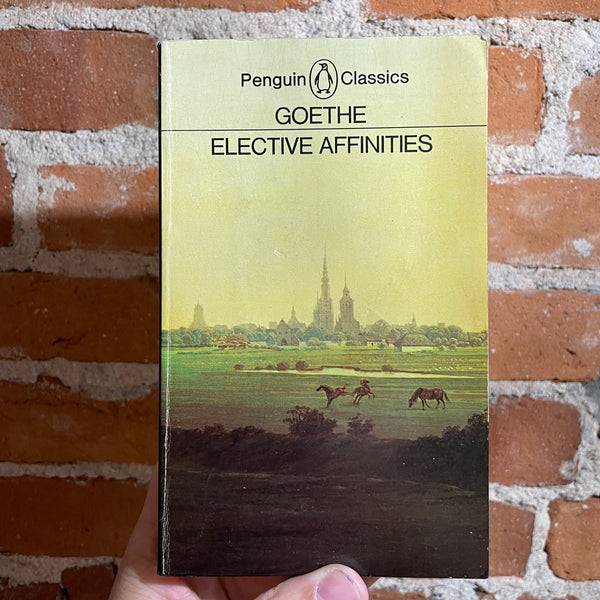 Penguin Classics
GOETHE
ELECTIVE AFFINITIES